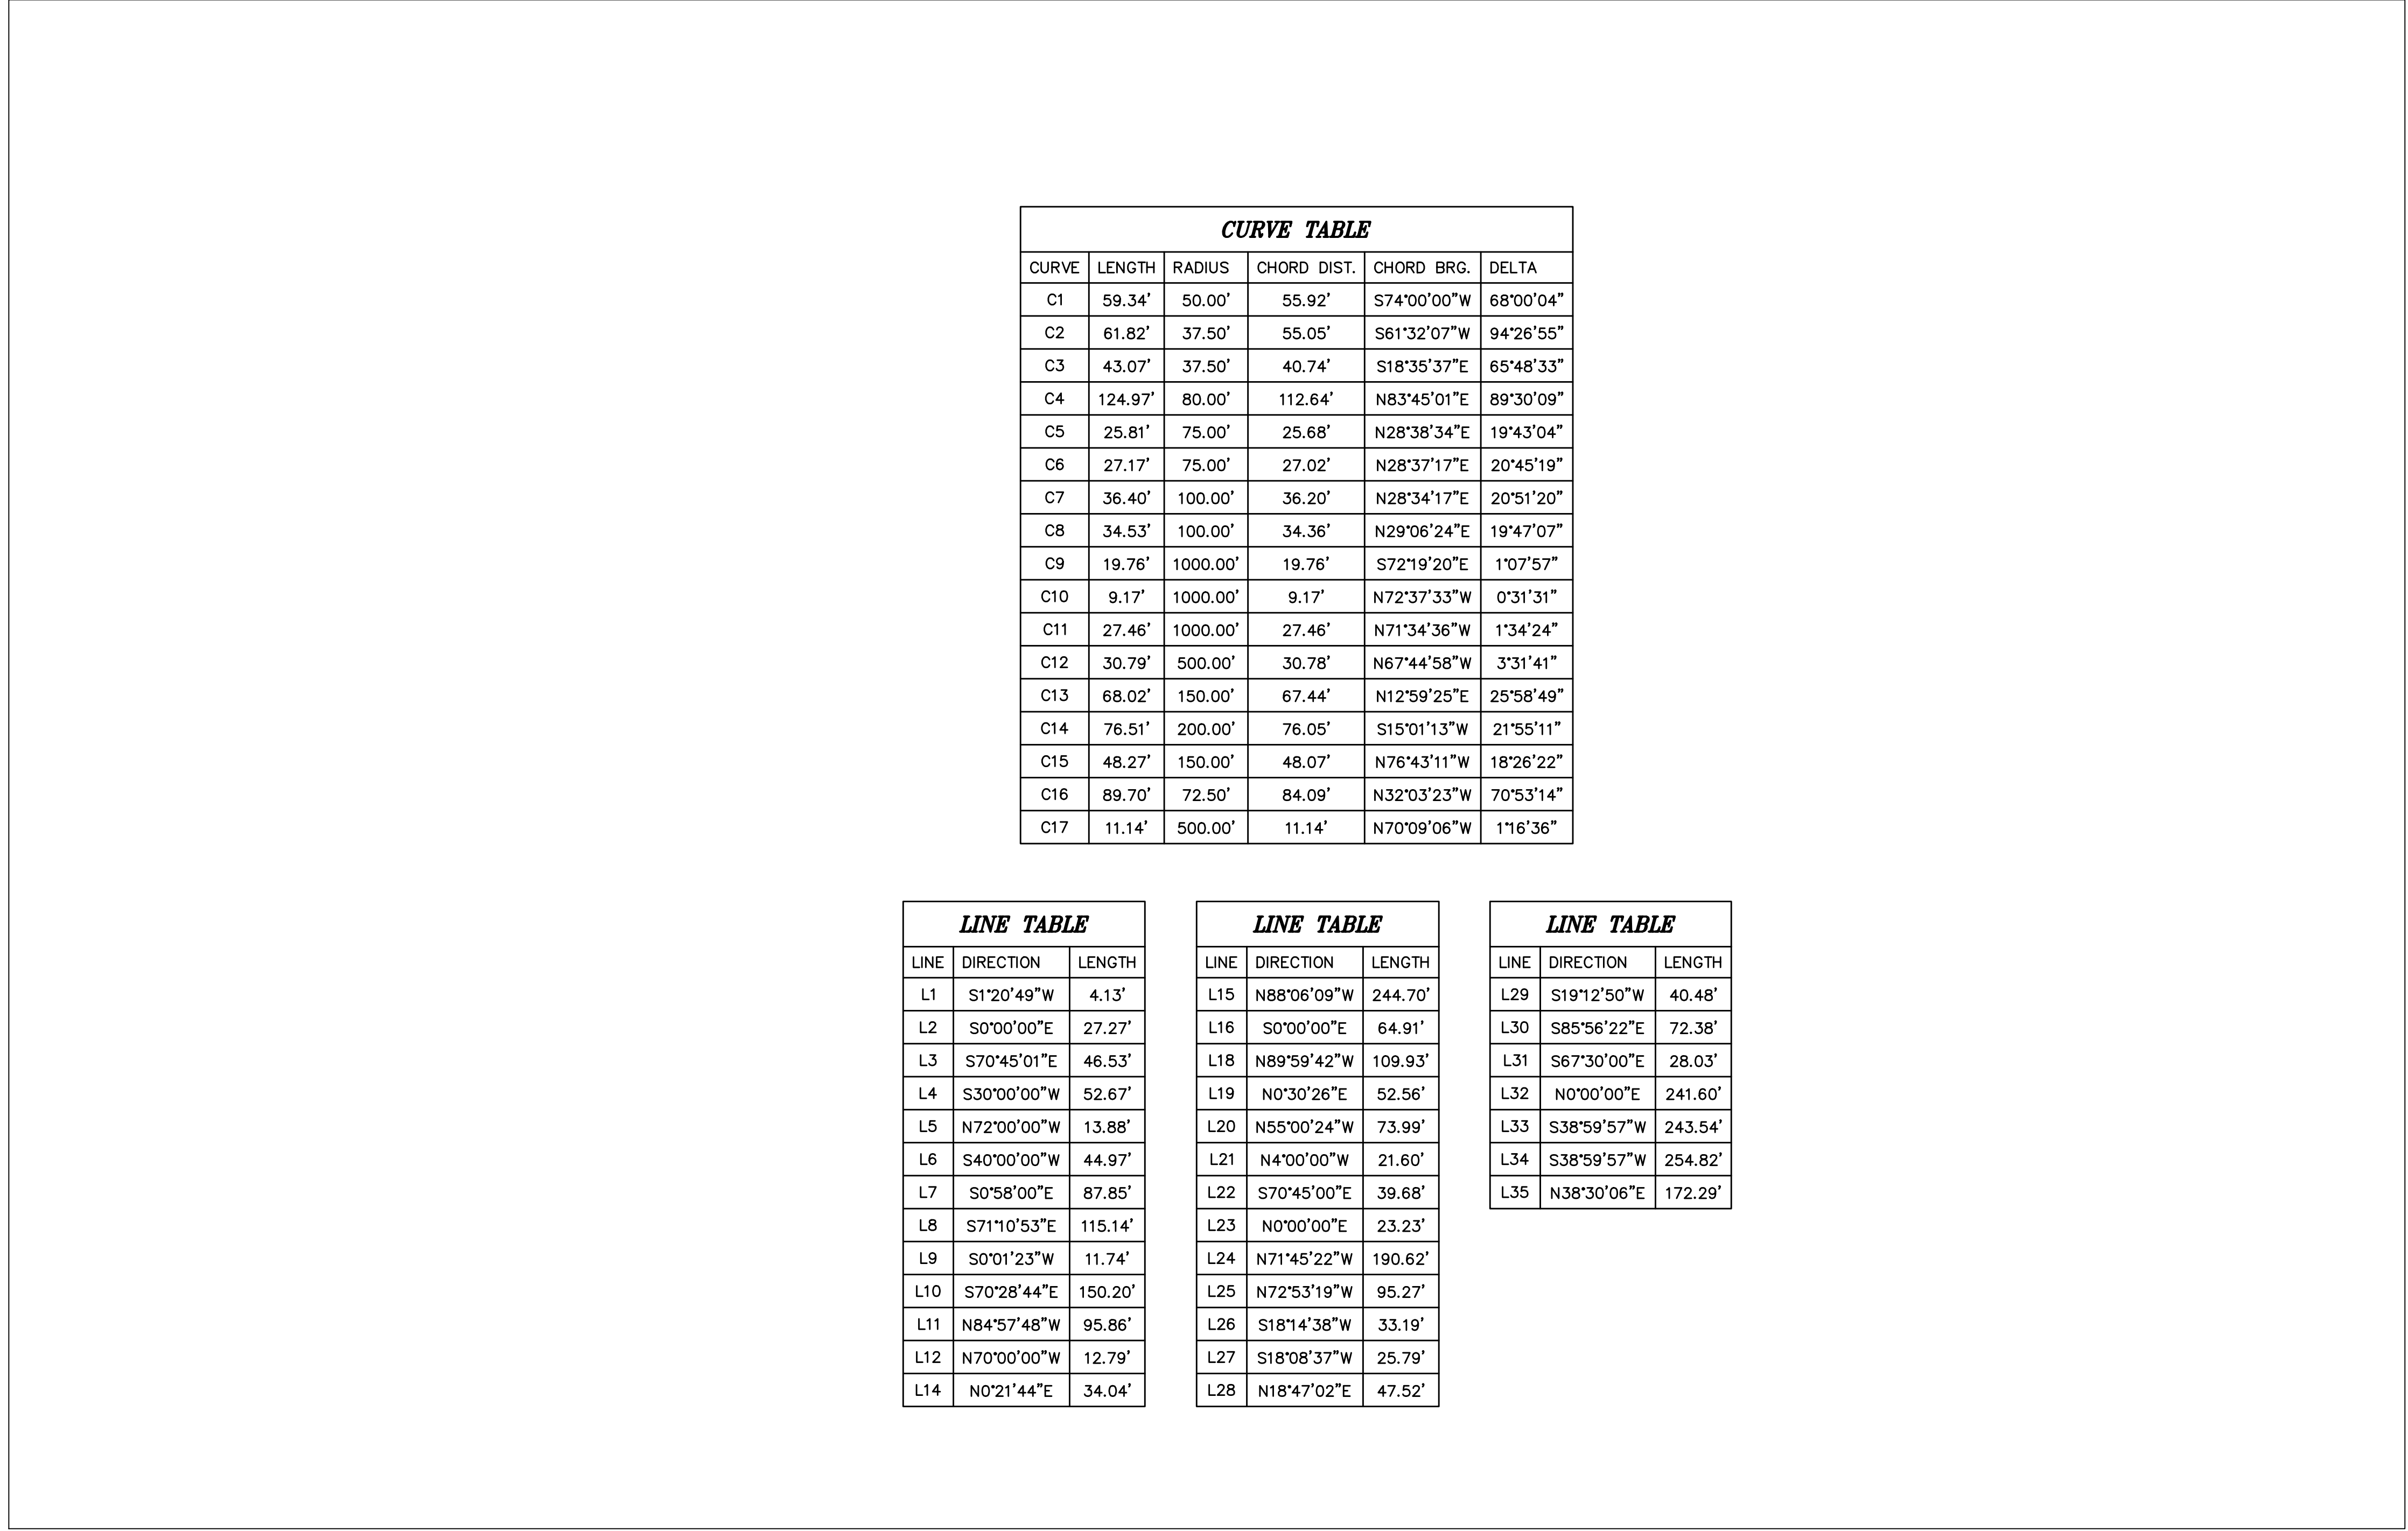 CURVE TABLE
CURVE LENGTH RADIUS CHORD DIST. CHORD BRG. DELTA
C1 59.34' 50.00' 55.92' S74°00'00"W 68°00'04"
C2 61.82' 37.50' 55.05' S61°32'07"W 94°26'55"
C3 43.07' 37.50' 40.74' S18°35'37"E 65°48'33"
C4 124.97' 80.00' 112.64' N83°45'01"E 89°30'09"
C5 25.81' 75.00' 25.68' N28°38'34"E 19°43'04"
C6 27.17' 75.00' 27.02' N28°37'17"E 20°45'19"
C7 36.40' 100.00' 36.20' N28°34'17"E 20°51'20"
C8 34.53' 100.00' 34.36' N29°06'24"E 19°47'07"
C9 19.76' 1000.00' 19.76' S72°19'20"E 1°07'57"
C10 9.17' 1000.00' 9.17' N72°37'33"W 0°31'31"
C11 27.46' 1000.00' 27.46' N71°34'36"W 1°34'24"
C12 30.79' 500.00' 30.78' N67°44'58"W 3°31'41"
C13 68.02' 150.00' 67.44' N12°59'25"E 25°58'49"
C14 76.51' 200.00' 76.05' S15°01'13"W 21°55'11"
C15 48.27' 150.00' 48.07' N76°43'11"W 18°26'22"
C16 89.70' 72.50' 84.09' N32°03'23"W 70°53'14"
C17 11.14' 500.00' 11.14' N70°09'06"W 1°16'36"
LINE TABLE
LINE DIRECTION LENGTH
L1 S1°20'49"W 4.13'
L2 S0°00'00"E 27.27'
L3 S70°45'01"E 46.53'
L4 S30°00'00"W 52.67'
L5 N72°00'00"W 13.88'
L6 S40°00'00"W 44.97'
L7 S0°58'00"E 87.85'
L8 S71°10'53"E 115.14'
L9 S0°01'23"W 11.74'
L10 S70°28'44"E 150.20'
L11 N84°57'48"W 95.86'
L12 N70°00'00"W 12.79'
L14 N0°21'44"E 34.04'
LINE TABLE
LINE DIRECTION LENGTH
L15 N88°06'09"W 244.70'
L16 S0°00'00"E 64.91'
L18 N89°59'42"W 109.93'
L19 N0°30'26"E 52.56'
L20 N55°00'24"W 73.99'
L21 N4°00'00"W 21.60'
L22 S70°45'00"E 39.68'
L23 N0°00'00"E 23.23'
L24 N71°45'22"W 190.62'
L25 N72°53'19"W 95.27'
L26 S18°14'38"W 33.19'
L27 S18°08'37"W 25.79'
L28 N18°47'02"E 47.52'
LINE TABLE
LINE DIRECTION LENGTH
L29 S19°12'50"W 40.48'
L30 S85°56'22"E 72.38'
L31 S67°30'00"E 28.03'
L32 N0°00'00"E 241.60'
L33 S38°59'57"W 243.54'
L34 S38°59'57"W 254.82'
L35 N38°30'06"E 172.29'